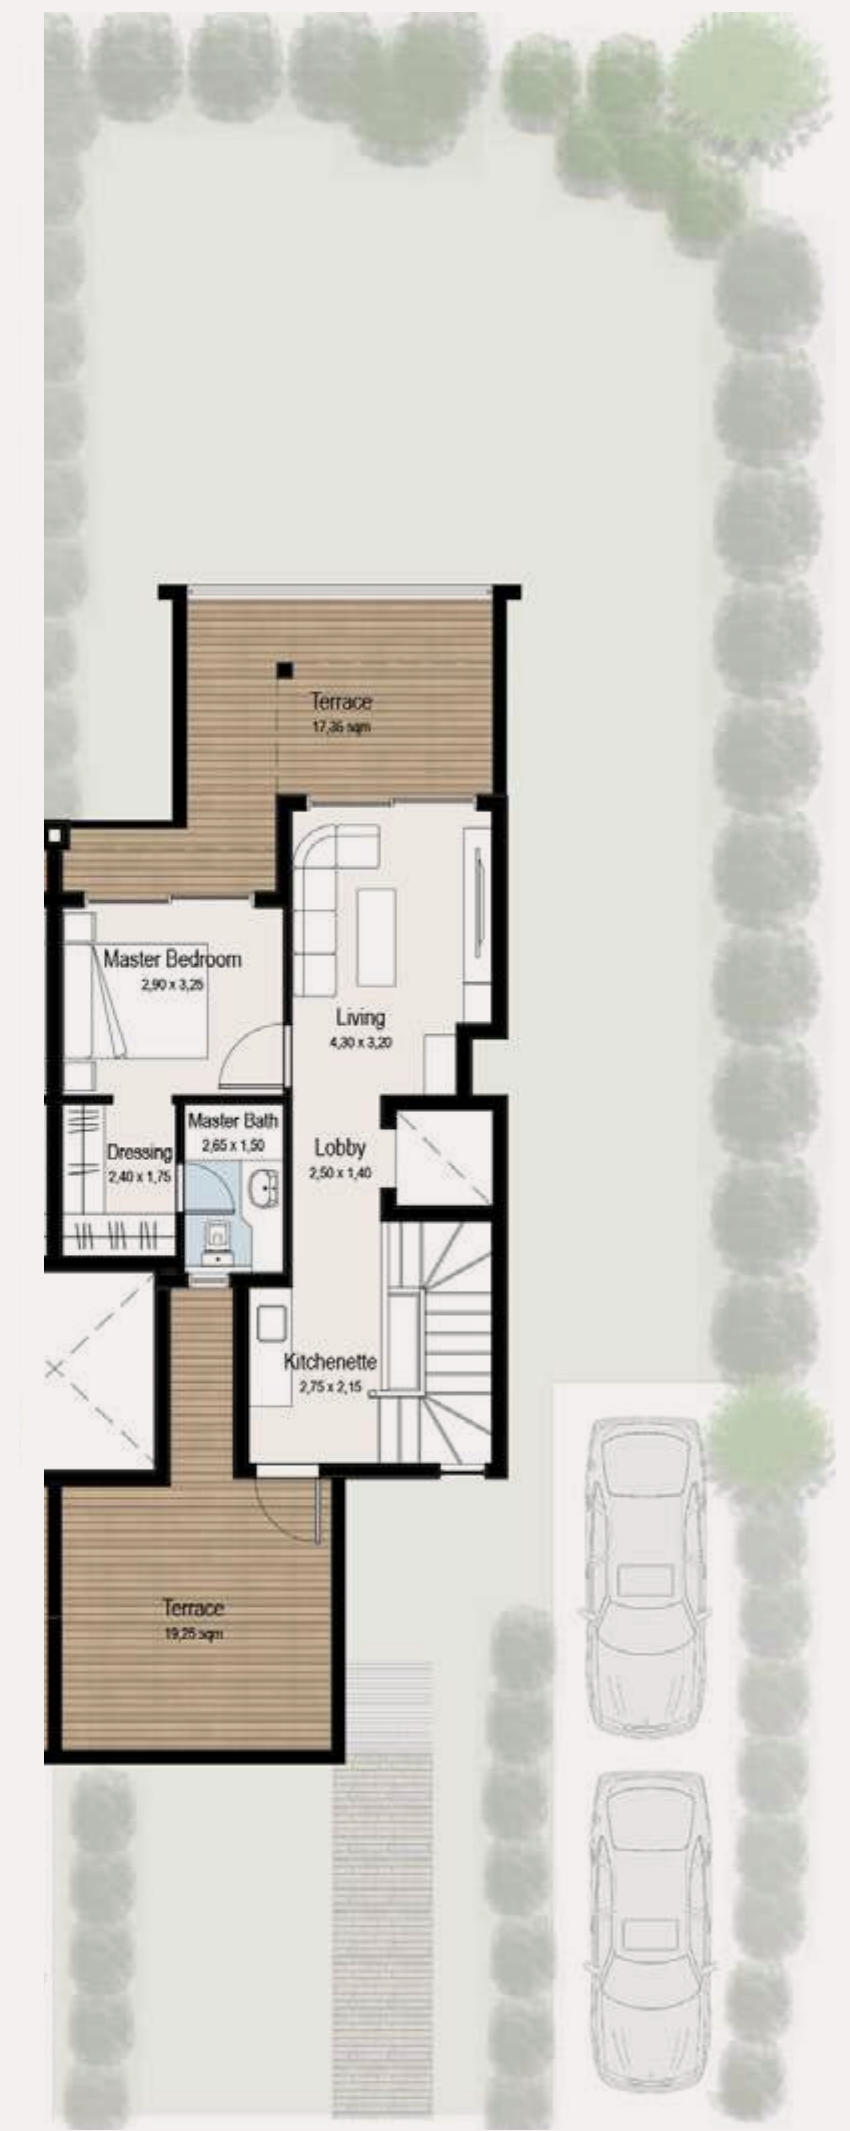 Terrace
17,35 sqm
Master Bedroom
2,90 x 3,25
Living
4,30 x 3,20
Master Bath
2,65 x 1,50
Dressing
2,40 x 1,75
Lobby
2,50 x 1,40
Kitchenette
2,75 x 2,15
Terrace
19,25 sqm